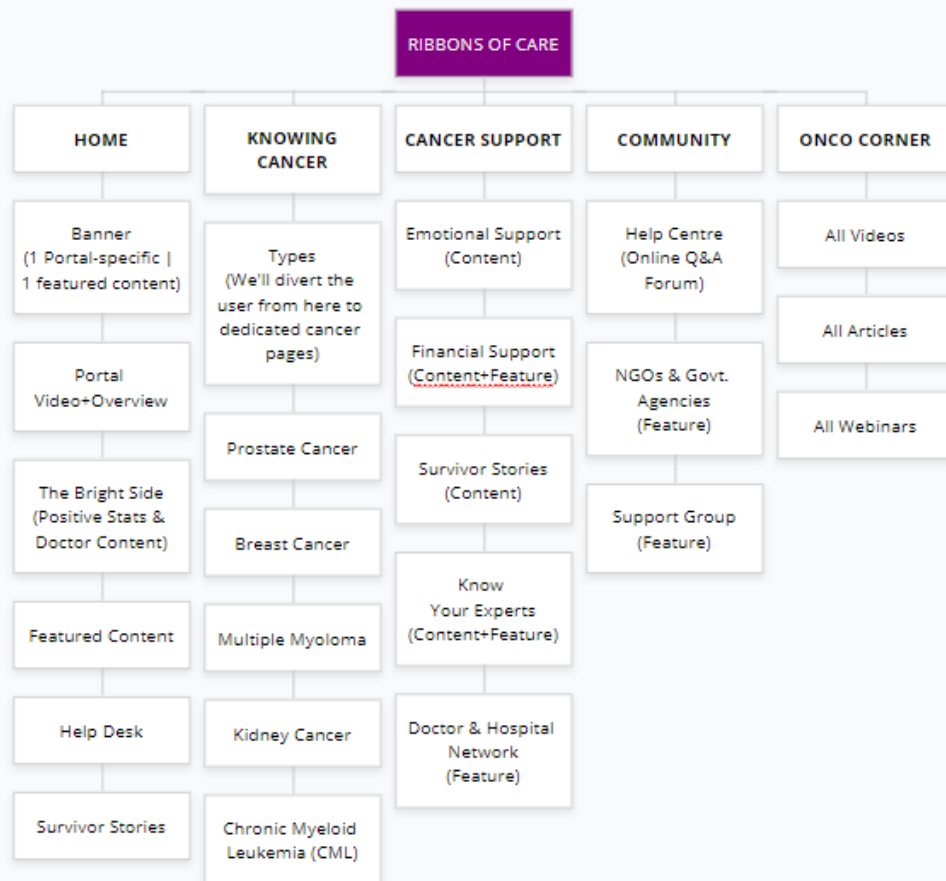 RIBBONS OF CARE
HOME
Banner
(1 Portal-specific |
1 featured content)
Portal
Video+Overview
The Bright Side
(Positive Stats &
Doctor Content)
Featured Content
Help Desk
Survivor Stories
KNOWING
CANCER
Types
(We'll divert the
user from here to
dedicated cancer
pages)
Prostate Cancer
Breast Cancer
Multiple Myoloma
Kidney Cancer
Chronic Myeloid
Leukemia (CML)
CANCER SUPPORT
Emotional Support
(Content)
Financial Support
(Content+Feature)
Survivor Stories
(Content)
Know
Your Experts
(Content+Feature)
Doctor & Hospital
Network
(Feature)
COMMUNITY
Help Centre
(Online Q&A
Forum)
NGOs & Govt.
Agencies
(Feature)
Support Group
(Feature)
ONCO CORNER
All Videos
All Articles
All Webinars